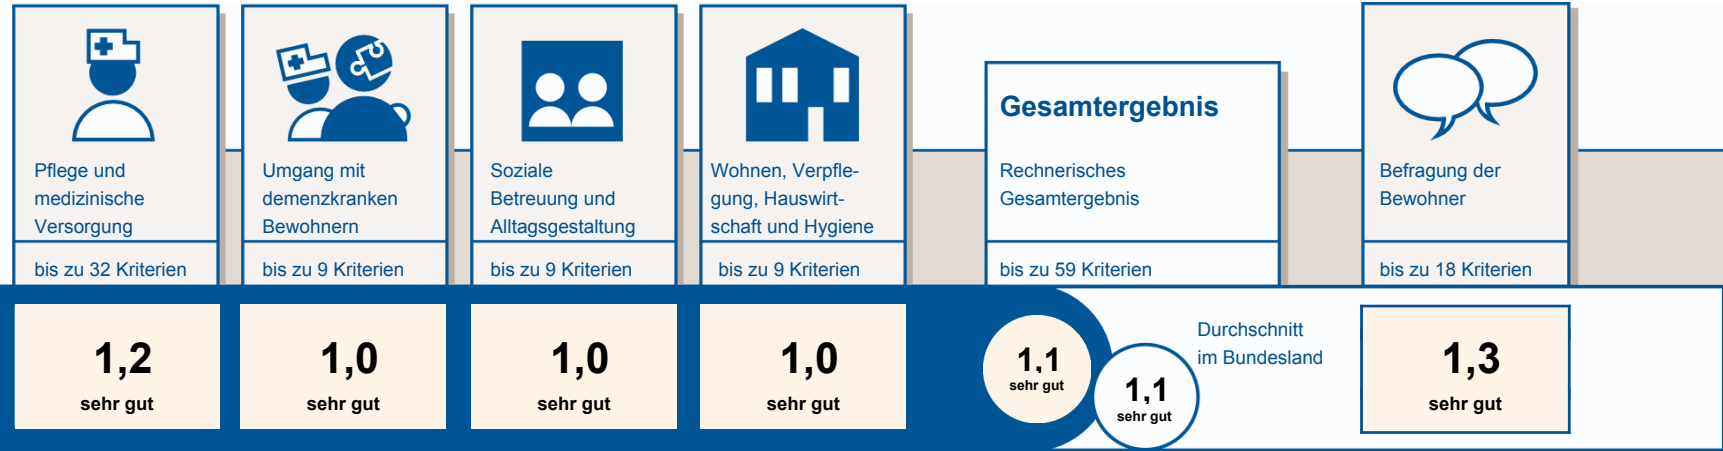 Pflege und
medizinische
Versorgung
bis zu 32 Kriterien
1,2
sehr gut
Umgang mit
demenzkranken
Bewohnern
bis zu 9 Kriterien
1,0
sehr gut
Soziale
Betreuung und
Alltagsgestaltung
bis zu 9 Kriterien
1,0
sehr gut
Wohnen, Verpfle-
gung, Hauswirt-
schaft und Hygiene
bis zu 9 Kriterien
1,0
sehr gut
Gesamtergebnis
Rechnerisches
Gesamtergebnis
bis zu 59 Kriterien
1,1
sehr gut
Durchschnitt
im Bundesland
1,1
sehr gut
Befragung der
Bewohner
bis zu 18 Kriterien
1,3
sehr gut